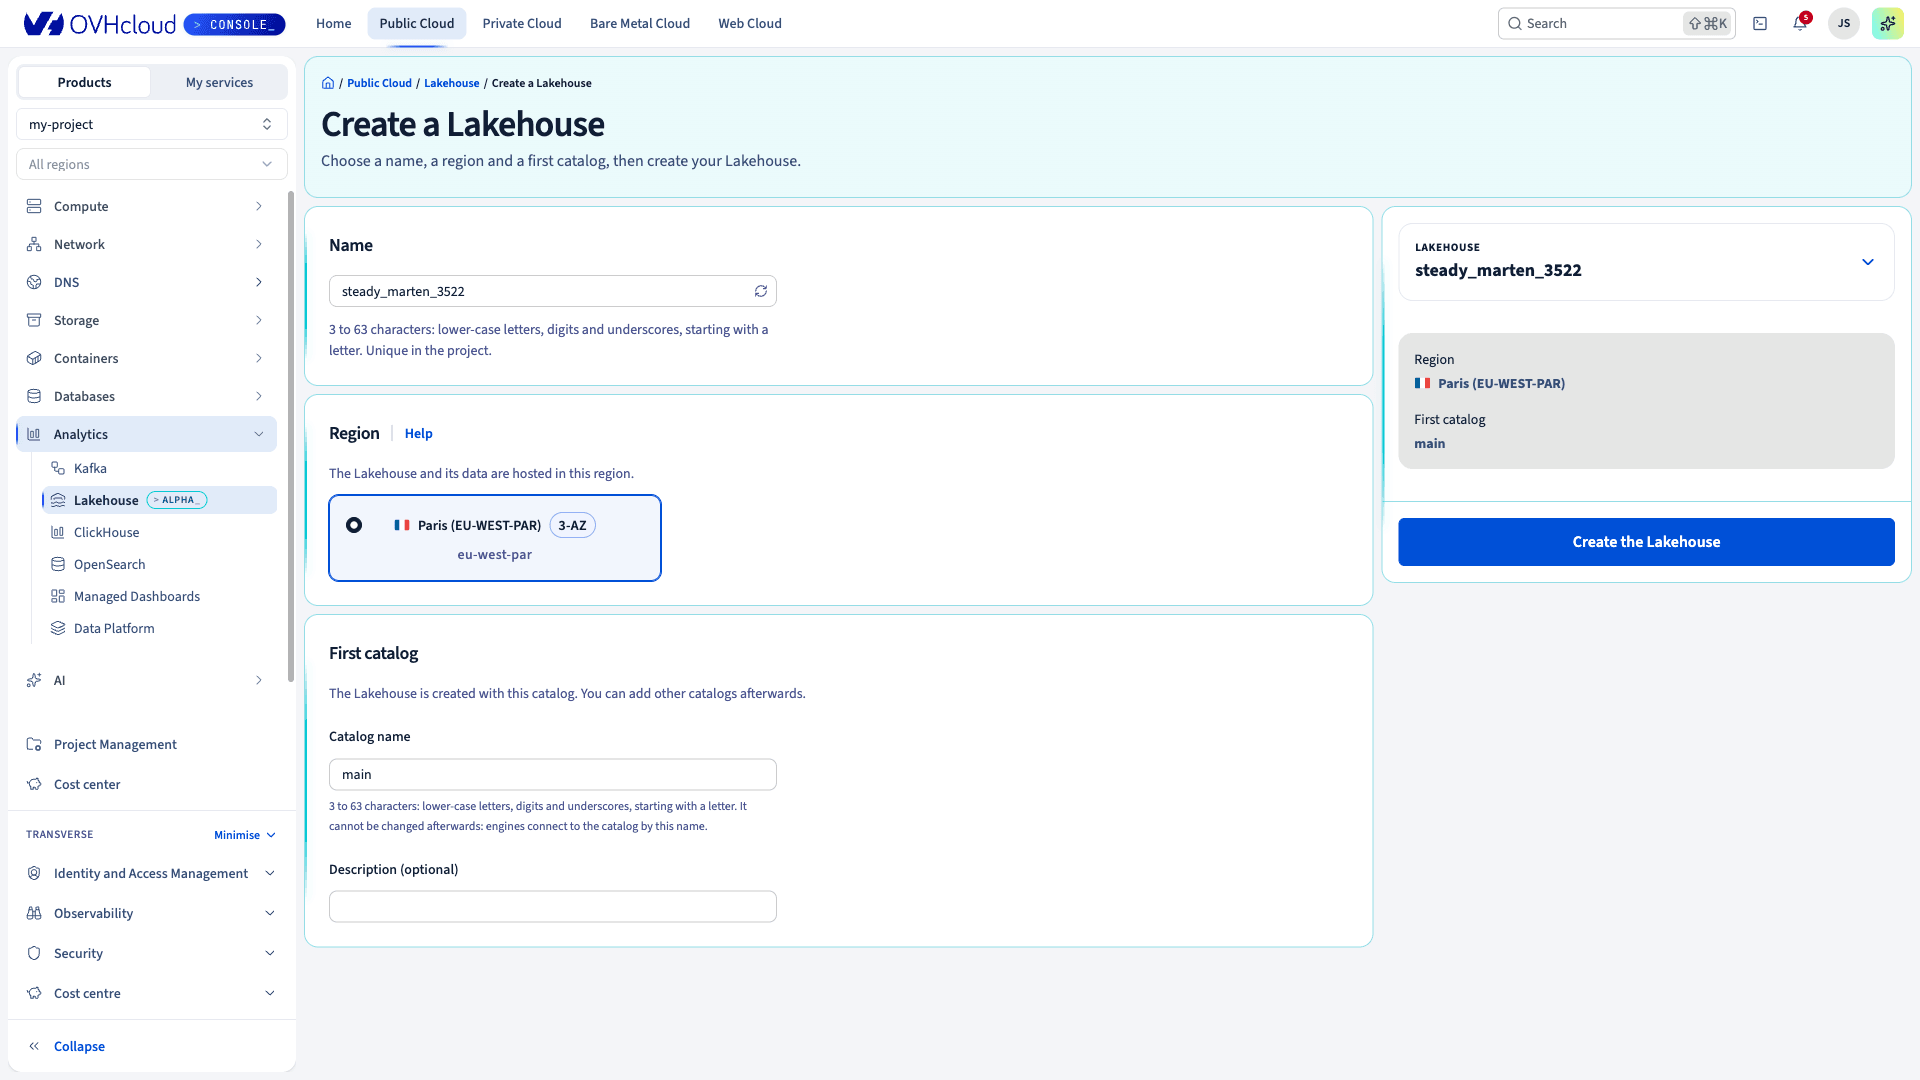 OVHcloud
> CONSOLE_
Home
Public Cloud
Private Cloud
Bare Metal Cloud
Web Cloud
Search
⇧⌘K
5
JS
Products
My services
my-project
All regions
Compute
Network
DNS
Storage
Containers
Databases
Analytics
Kafka
Lakehouse
> ALPHA_
ClickHouse
OpenSearch
Managed Dashboards
Data Platform
AI
Project Management
Cost center
TRANSVERSE
Minimise
Identity and Access Management
Observability
Security
Cost centre
Collapse
/ Public Cloud / Lakehouse / Create a Lakehouse
Create a Lakehouse
Choose a name, a region and a first catalog, then create your Lakehouse.
Name
steady_marten_3522
3 to 63 characters: lower-case letters, digits and underscores, starting with a
letter. Unique in the project.
Region
Help
The Lakehouse and its data are hosted in this region.
Paris (EU-WEST-PAR)
3-AZ
eu-west-par
First catalog
The Lakehouse is created with this catalog. You can add other catalogs afterwards.
Catalog name
main
3 to 63 characters: lower-case letters, digits and underscores, starting with a letter. It
cannot be changed afterwards: engines connect to the catalog by this name.
Description (optional)
LAKEHOUSE
steady_marten_3522
Region
Paris (EU-WEST-PAR)
First catalog
main
Create the Lakehouse